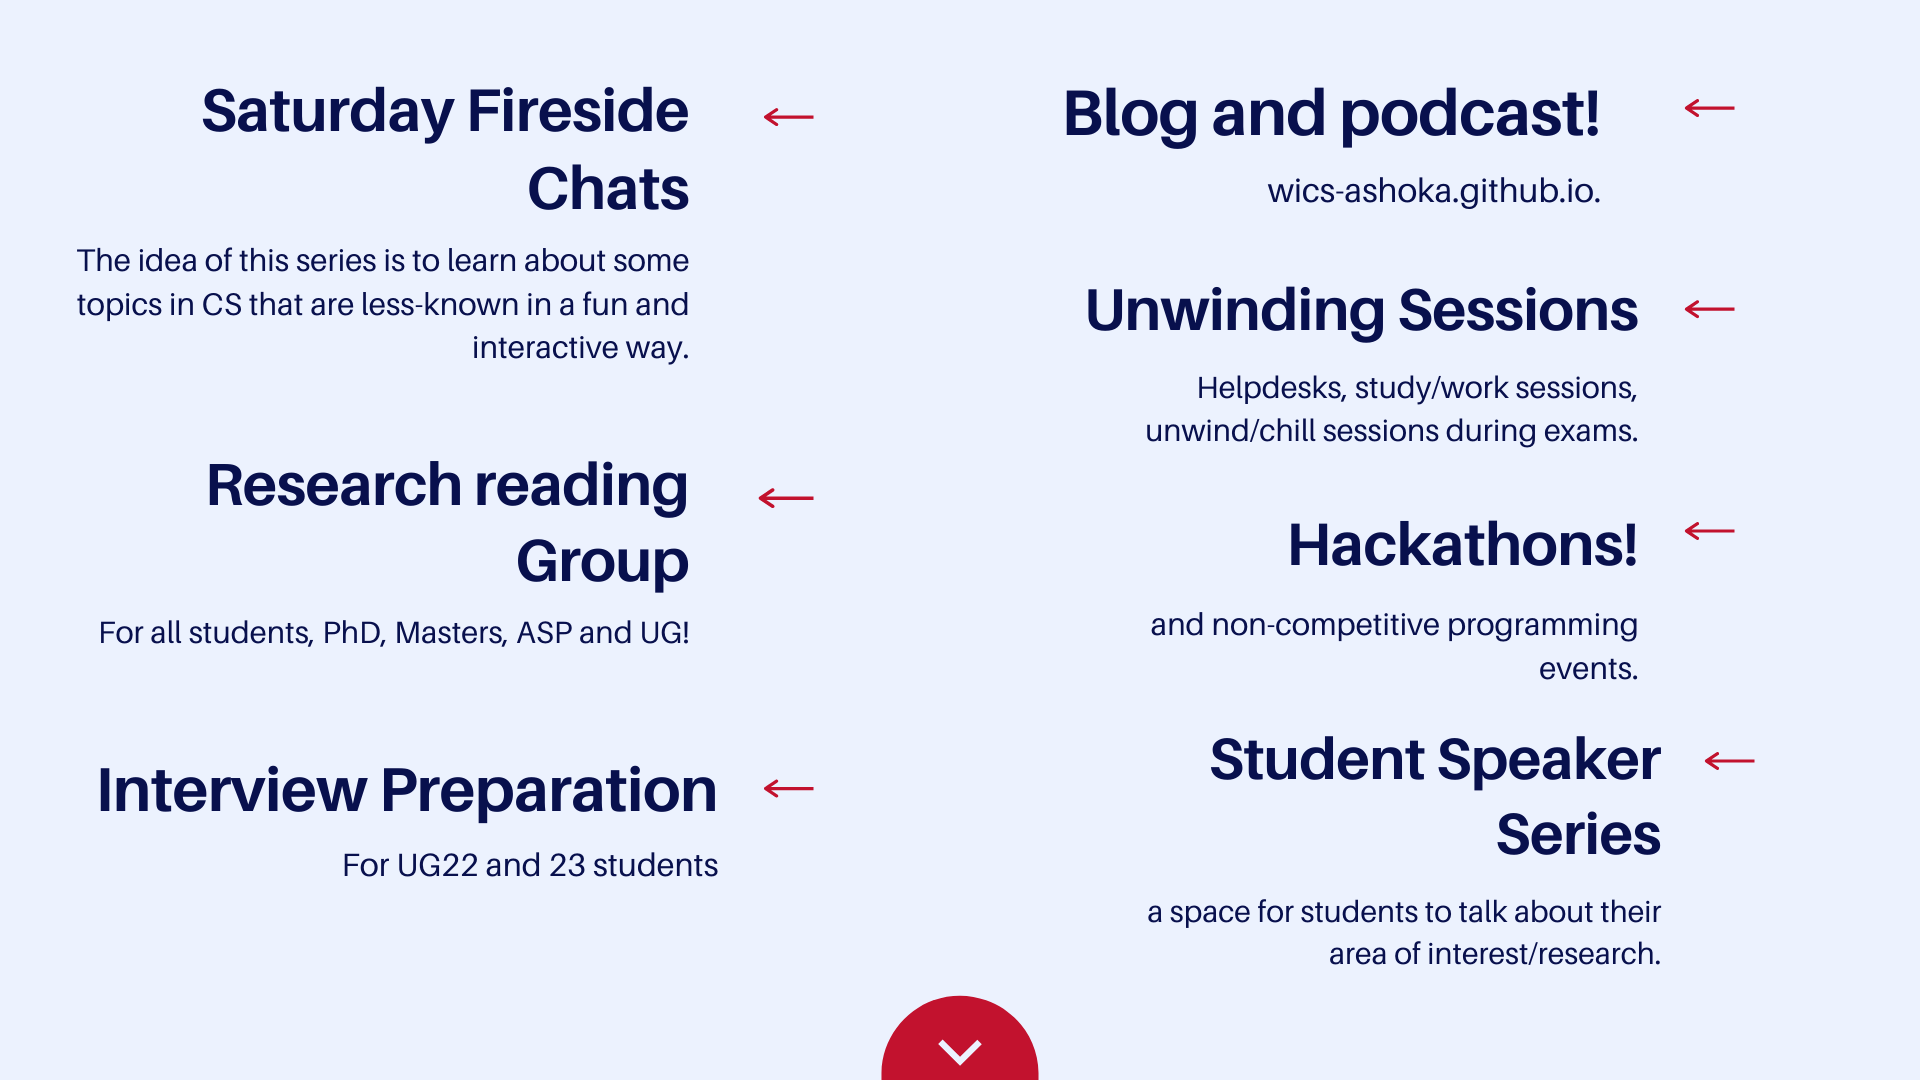 Saturday Fireside
Chats
The idea of this series is to learn about some
topics in CS that are less-known in a fun and
interactive way.
Research reading
Group
For all students, PhD, Masters, ASP and UG!
Interview Preparation
For UG22 and 23 students
Blog and podcast!
wics-ashoka.github.io.
Unwinding Sessions
Helpdesks, study/work sessions,
unwind/chill sessions during exams.
Hackathons!
and non-competitive programming
events.
Student Speaker
Series
a space for students to talk about their
area of interest/research.